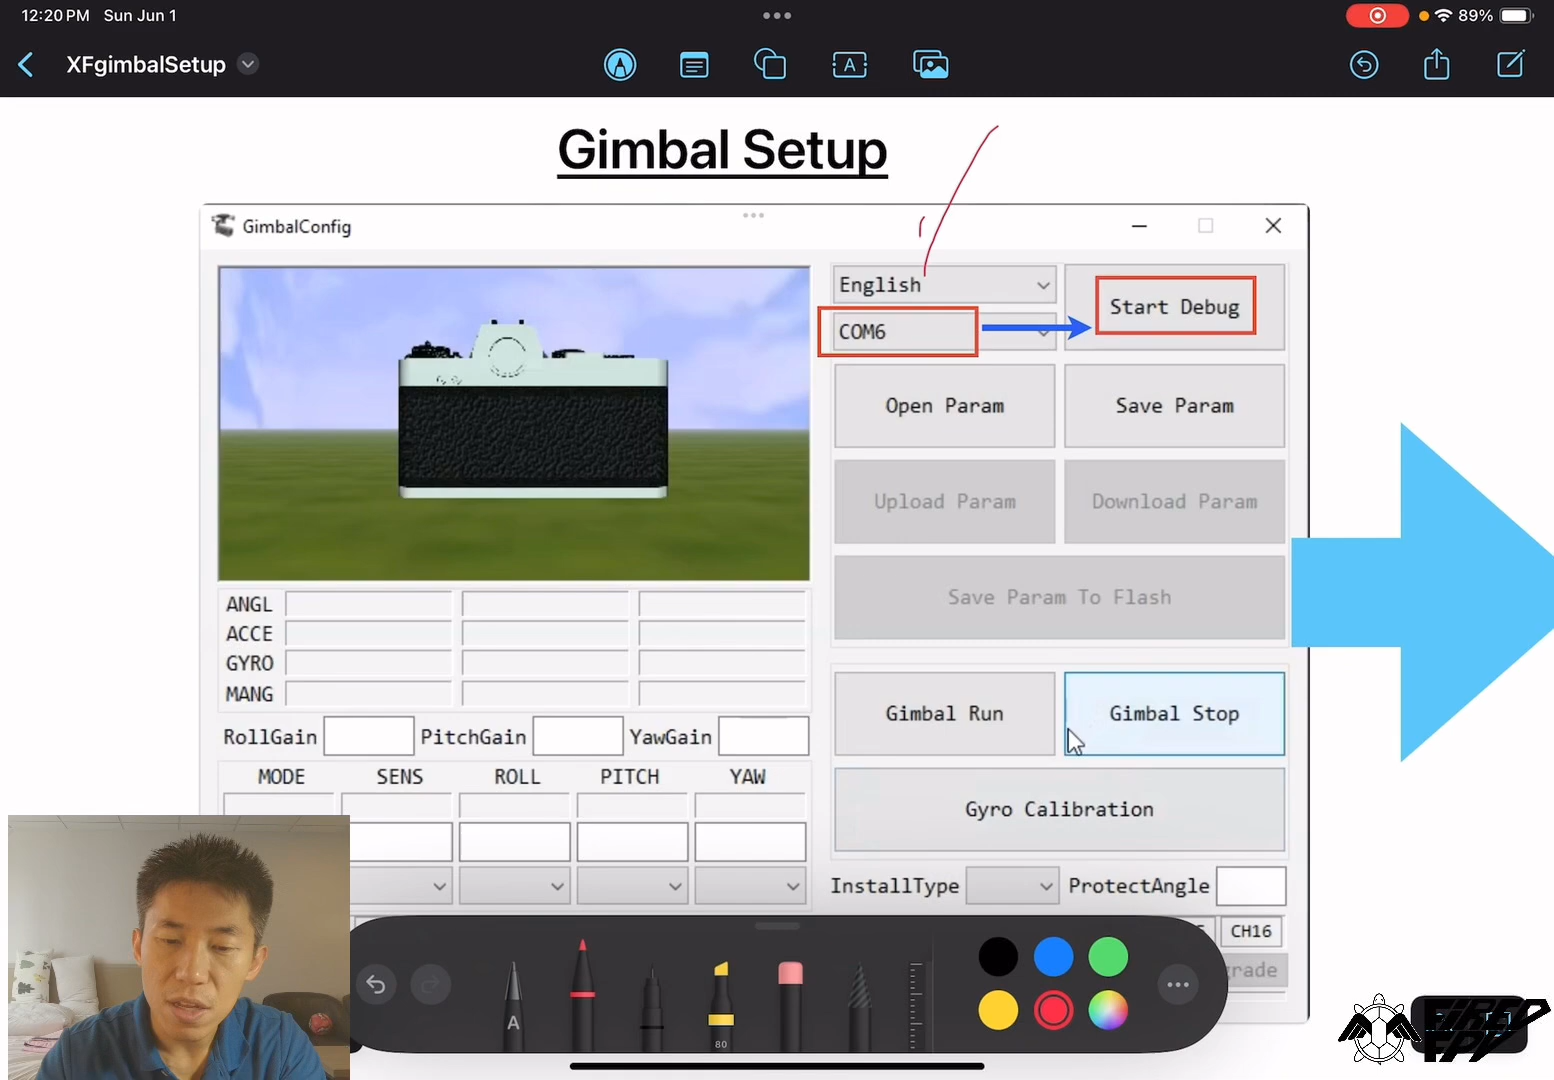 12:20 PM Sun Jun 1
89%
XFgimbalSetup
A
Gimbal Setup
GimbalConfig
English
Start Debug
COM6
Open Param
Save Param
Upload Param
Download Param
Save Param To Flash
ANGL
ACCE
GYRO
MANG
Gimbal Run
Gimbal Stop
RollGain
PitchGain
YawGain
MODE SENS ROLL PITCH YAW
Gyro Calibration
InstallType
ProtectAngle
CH16
grade
A
80
FPV